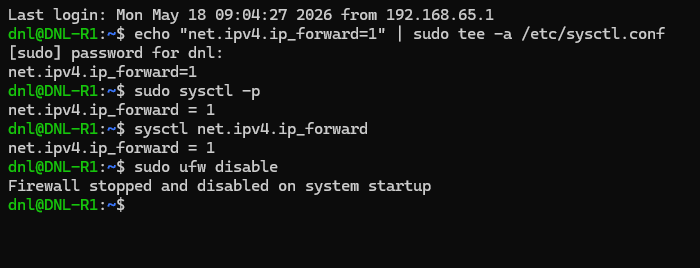 Last login: Mon May 18 09:04:27 2026 from 192.168.65.1
dnl@DNL-R1:~$ echo "net.ipv4.ip_forward=1" | sudo tee -a /etc/sysctl.conf
[sudo] password for dnl:
net.ipv4.ip_forward=1
dnl@DNL-R1:~$ sudo sysctl -p
net.ipv4.ip_forward = 1
dnl@DNL-R1:~$ sysctl net.ipv4.ip_forward
net.ipv4.ip_forward = 1
dnl@DNL-R1:~$ sudo ufw disable
Firewall stopped and disabled on system startup
dnl@DNL-R1:~$